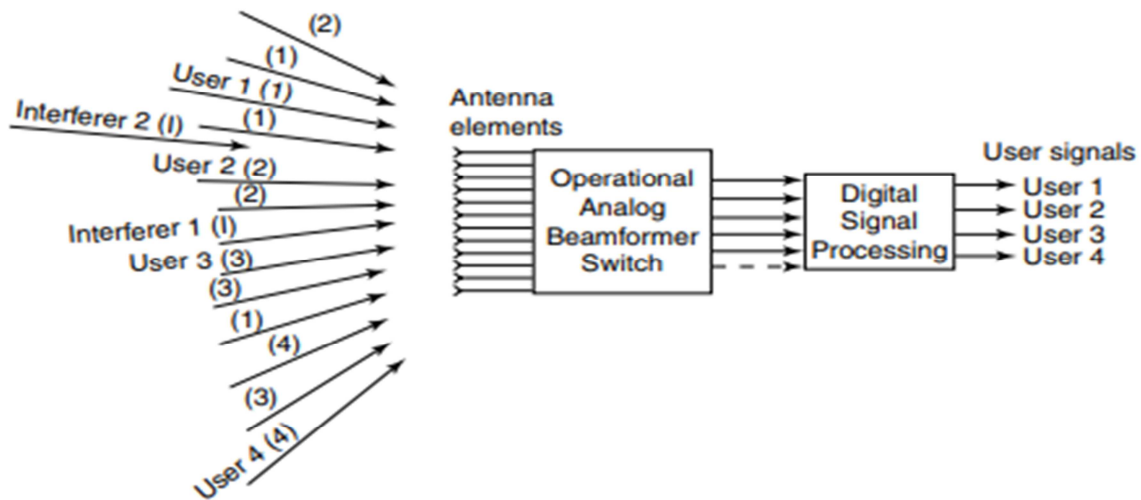 (2)
(1)
User 1 (1)
Interferer 2 (I)
(1)
User 2 (2)
(2)
Interferer 1 (I)
User 3 (3)
(3)
(1)
(4)
(3)
User 4 (4)
Antenna
elements
Operational
Analog
Beamformer
Switch
Digital
Signal
Processing
User signals
User 1
User 2
User 3
User 4